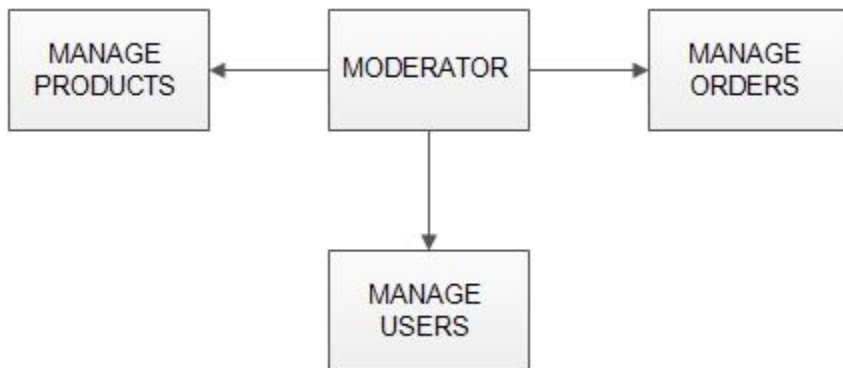 MANAGE
PRODUCTS
MODERATOR
MANAGE
ORDERS
MANAGE
USERS